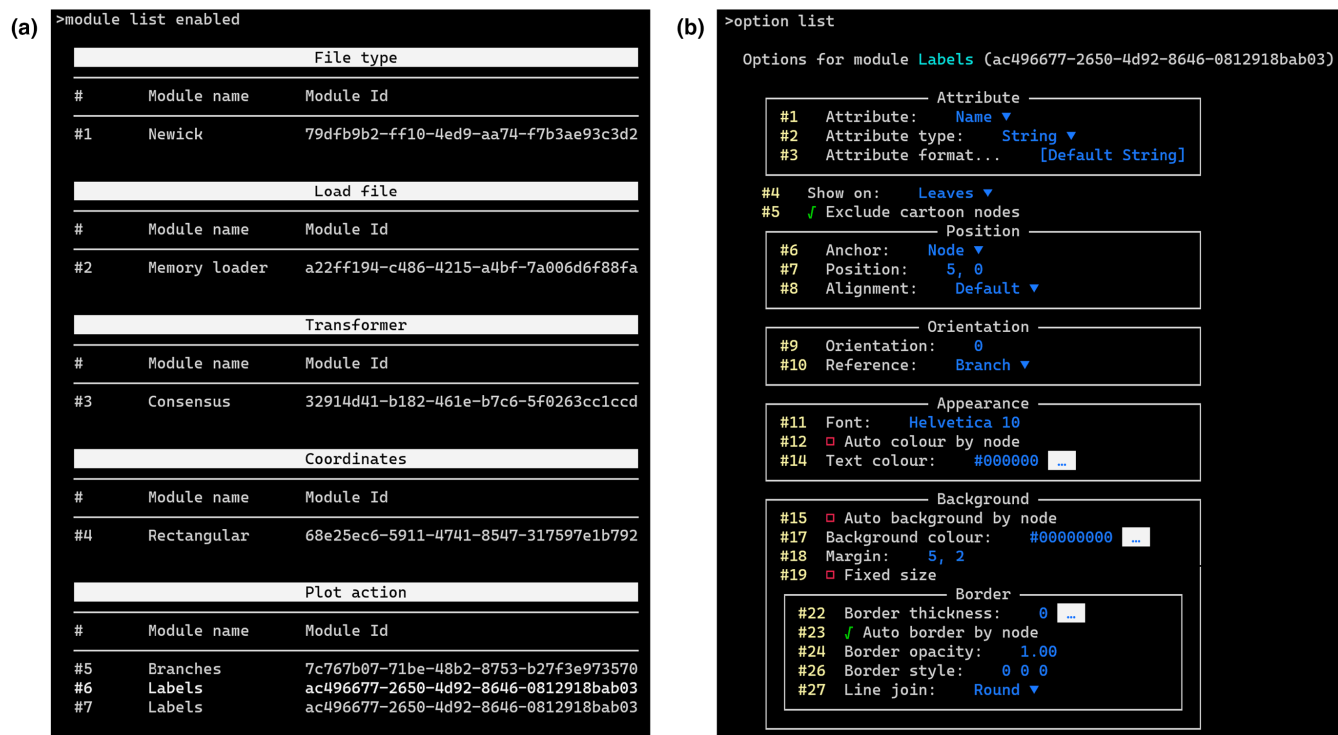 (a)
>module list enabled
File type
# Module name Module Id
#1 Newick 79dfb9b2-ff10-4ed9-aa74-f7b3ae93c3d2
Load file
# Module name Module Id
#2 Memory loader a22ff194-c486-4215-a4bf-7a006d6f88fa
Transformer
# Module name Module Id
#3 Consensus 32914d41-b182-461e-b7c6-5f0263cc1ccd
Coordinates
# Module name Module Id
#4 Rectangular 68e25ec6-5911-4741-8547-317597e1b792
Plot action
# Module name Module Id
#5 Branches 7c767b07-71be-48b2-8753-b27f3e973570
#6 Labels ac496677-2650-4d92-8646-0812918bab03
#7 Labels ac496677-2650-4d92-8646-0812918bab03
(b)
>option list
Options for module Labels (ac496677-2650-4d92-8646-0812918bab03)
Attribute
#1 Attribute: Name ▼
#2 Attribute type: String ▼
#3 Attribute format... [Default String]
#4 Show on: Leaves ▼
#5 √ Exclude cartoon nodes
Position
#6 Anchor: Node ▼
#7 Position: 5, 0
#8 Alignment: Default ▼
Orientation
#9 Orientation: 0
#10 Reference: Branch ▼
Appearance
#11 Font: Helvetica 10
#12 □ Auto colour by node
#14 Text colour: #000000 ...
Background
#15 □ Auto background by node
#17 Background colour: #00000000 ...
#18 Margin: 5, 2
#19 □ Fixed size
Border
#22 Border thickness: 0 ...
#23 √ Auto border by node
#24 Border opacity: 1.00
#26 Border style: 0 0 0
#27 Line join: Round ▼